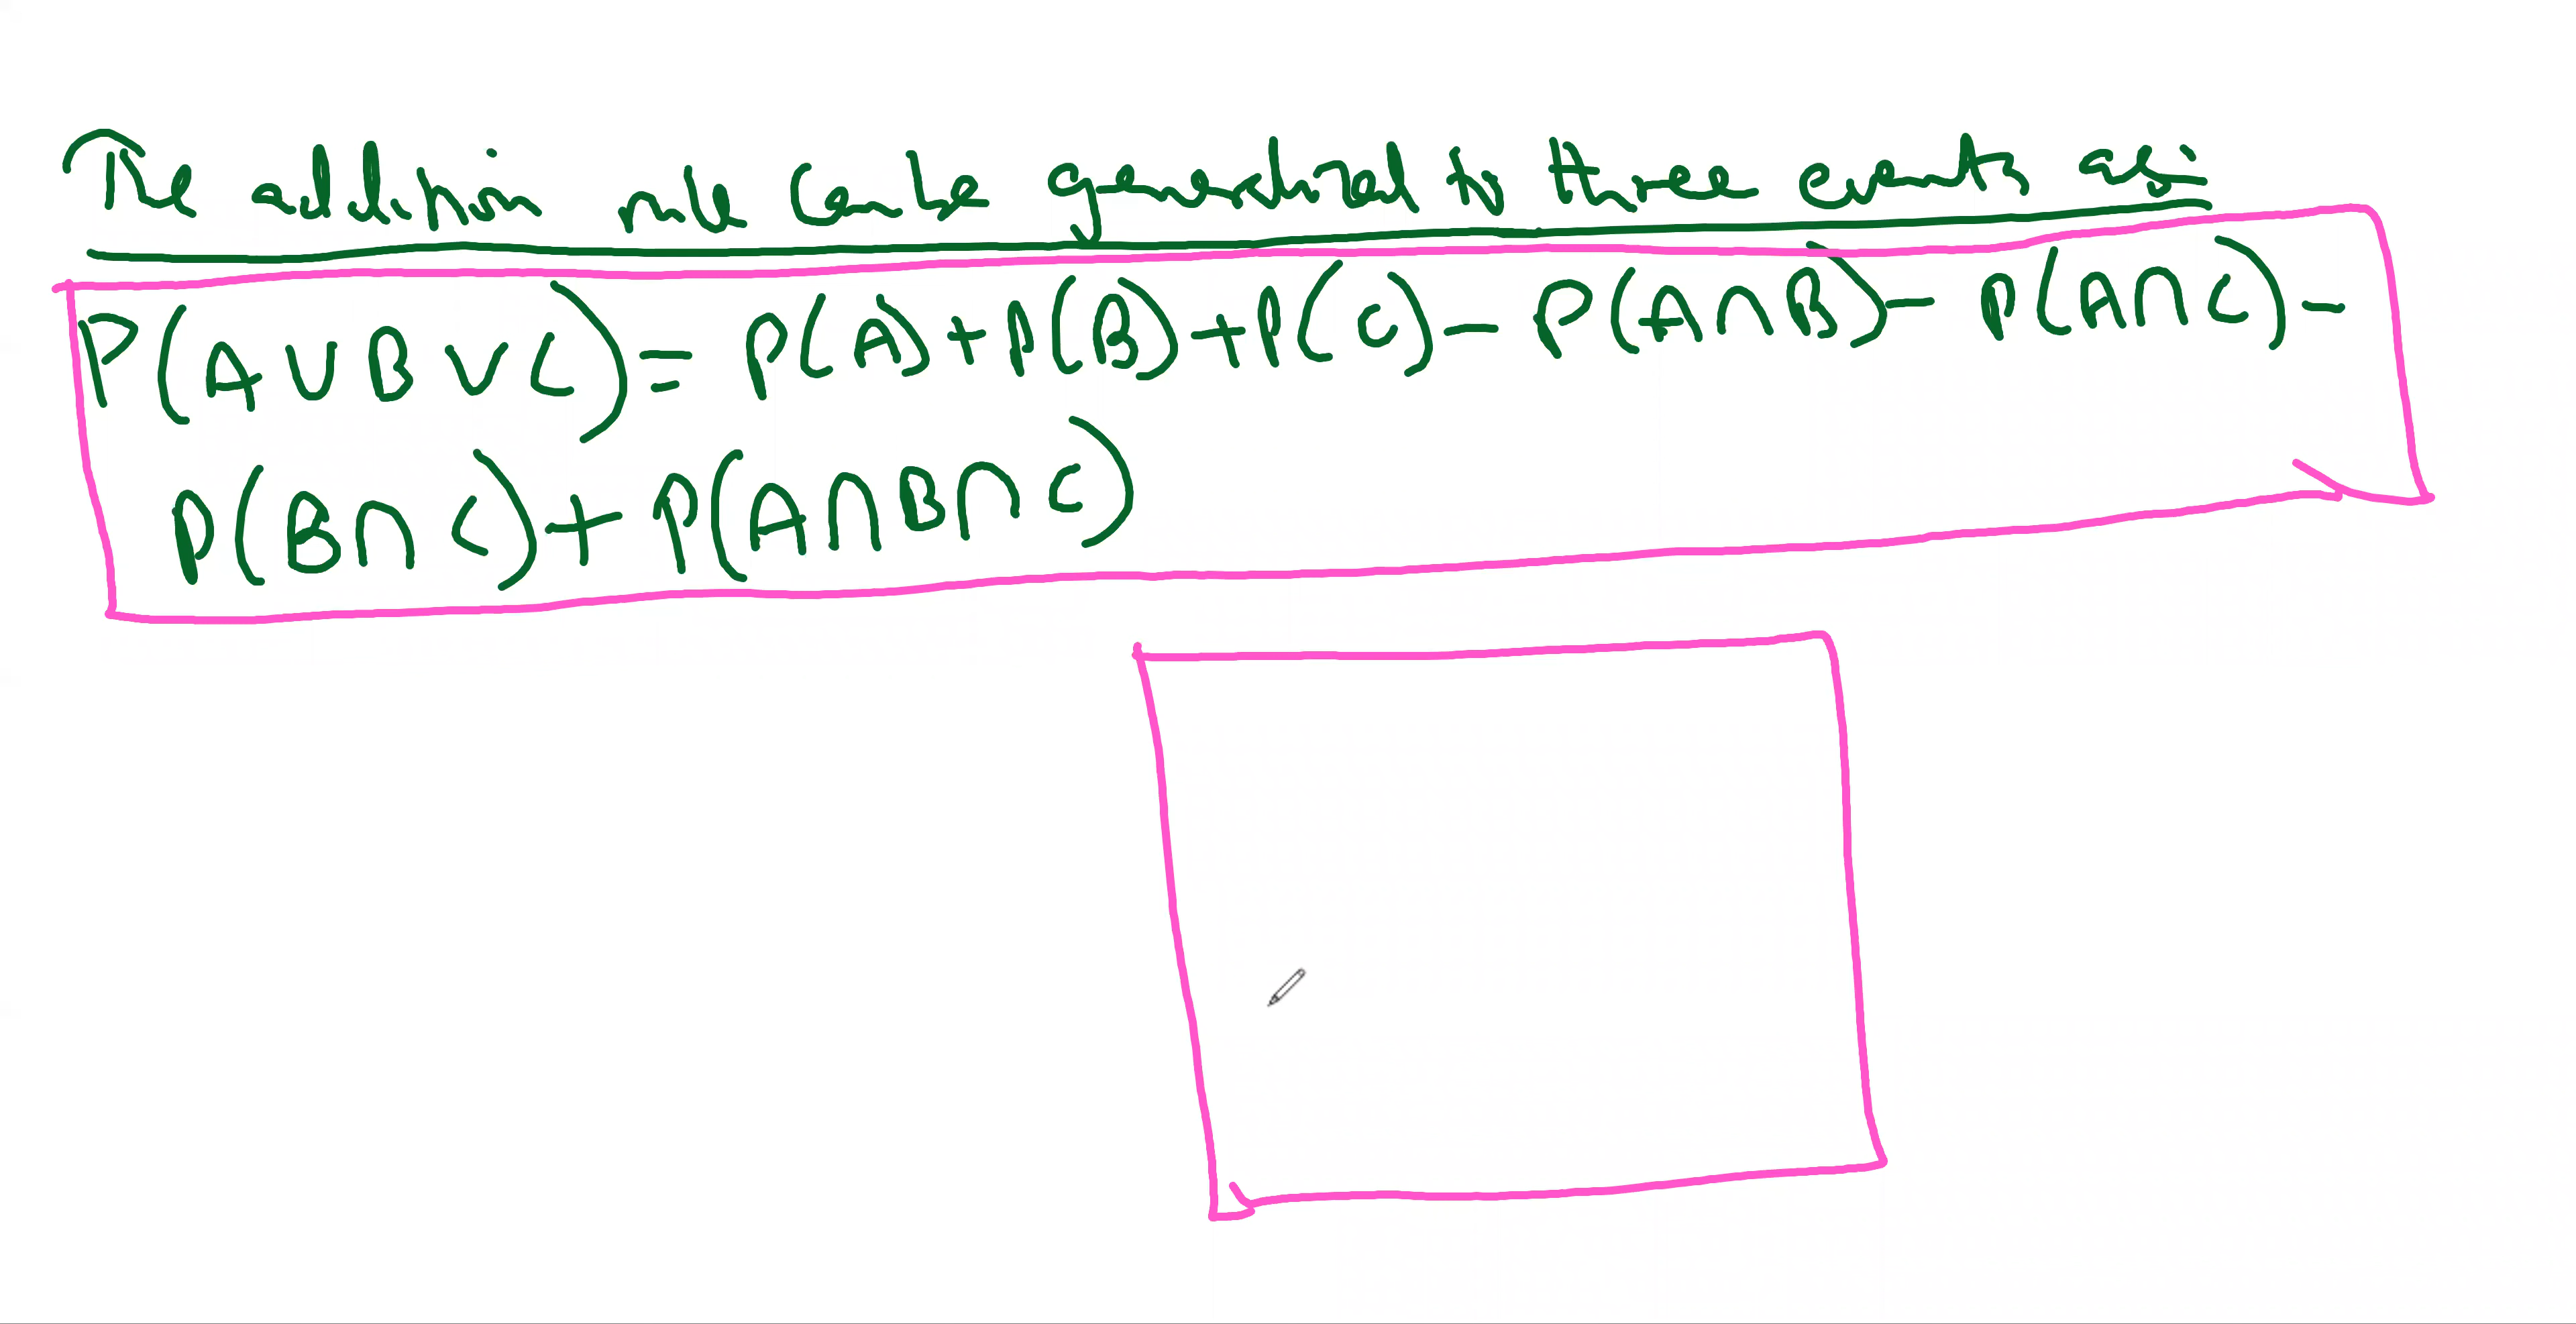 The addition rule can be generalized to three events as:
P(A∪B∪C) = P(A)+P(B)+P(C) − P(A∩B) − P(A∩C) −
P(B∩C) + P(A∩B∩C)